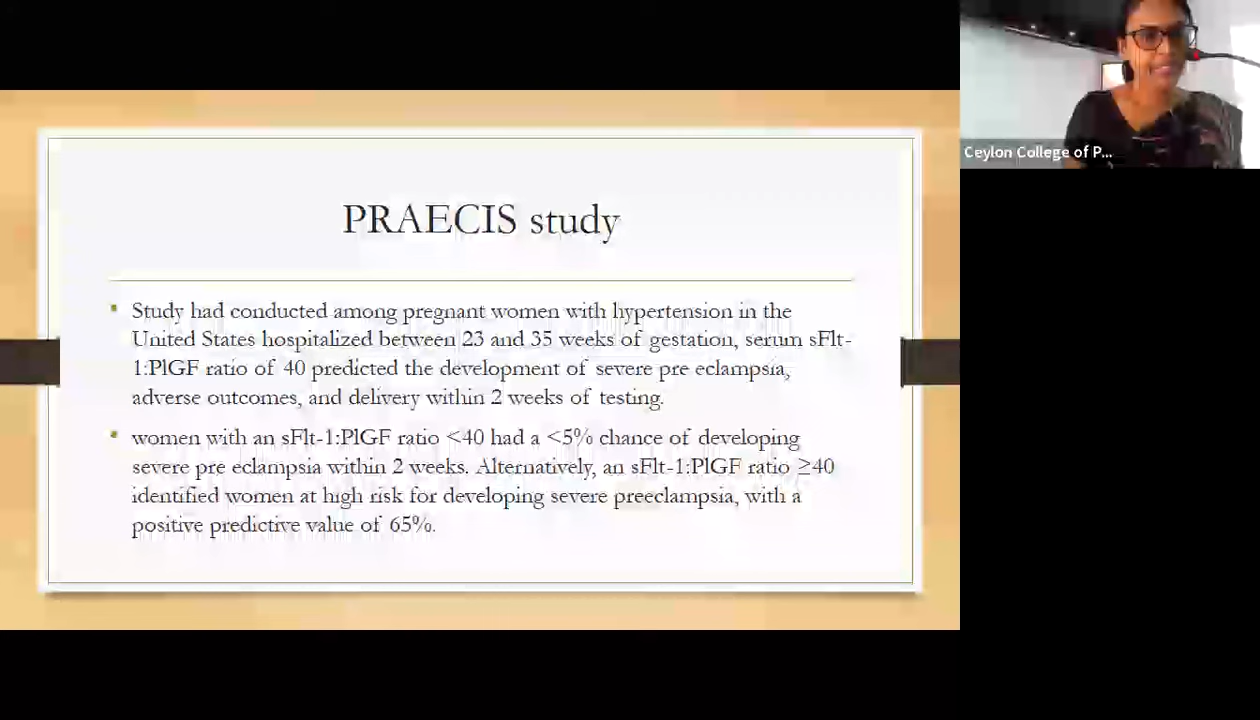 PRAECIS study
Study had conducted among pregnant women with hypertension in the
United States hospitalized between 23 and 35 weeks of gestation, serum sFlt-
1:PlGF ratio of 40 predicted the development of severe pre eclampsia,
adverse outcomes, and delivery within 2 weeks of testing.
women with an sFlt-1:PlGF ratio <40 had a <5% chance of developing
severe pre eclampsia within 2 weeks. Alternatively, an sFlt-1:PlGF ratio ≥40
identified women at high risk for developing severe preeclampsia, with a
positive predictive value of 65%.
Ceylon College of P...